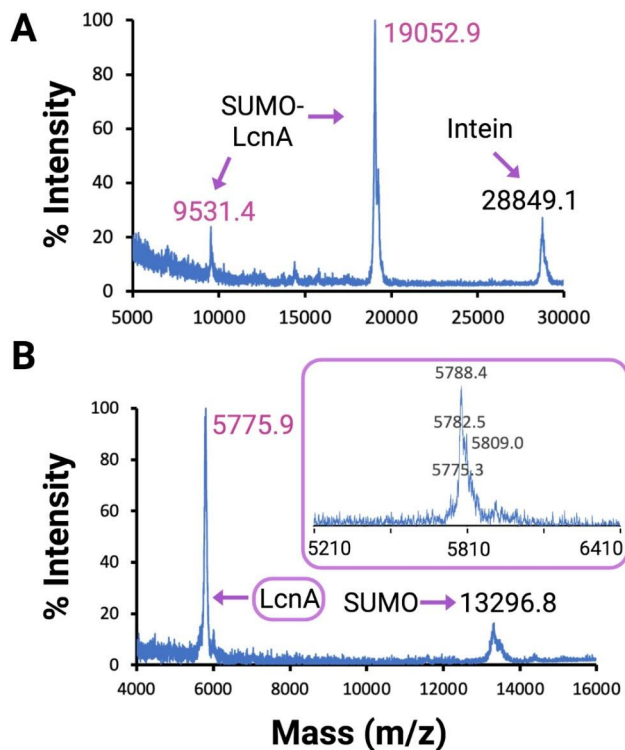 A
% Intensity
100
80
60
40
20
0
19052.9
SUMO-
LcnA
Intein
9531.4
28849.1
5000 10000 15000 20000 25000 30000
B
% Intensity
100
80
60
40
20
0
5775.9
5788.4
5782.5
5809.0
5775.3
5210 5810 6410
LcnA SUMO 13296.8
4000 6000 8000 10000 12000 14000 16000
Mass (m/z)